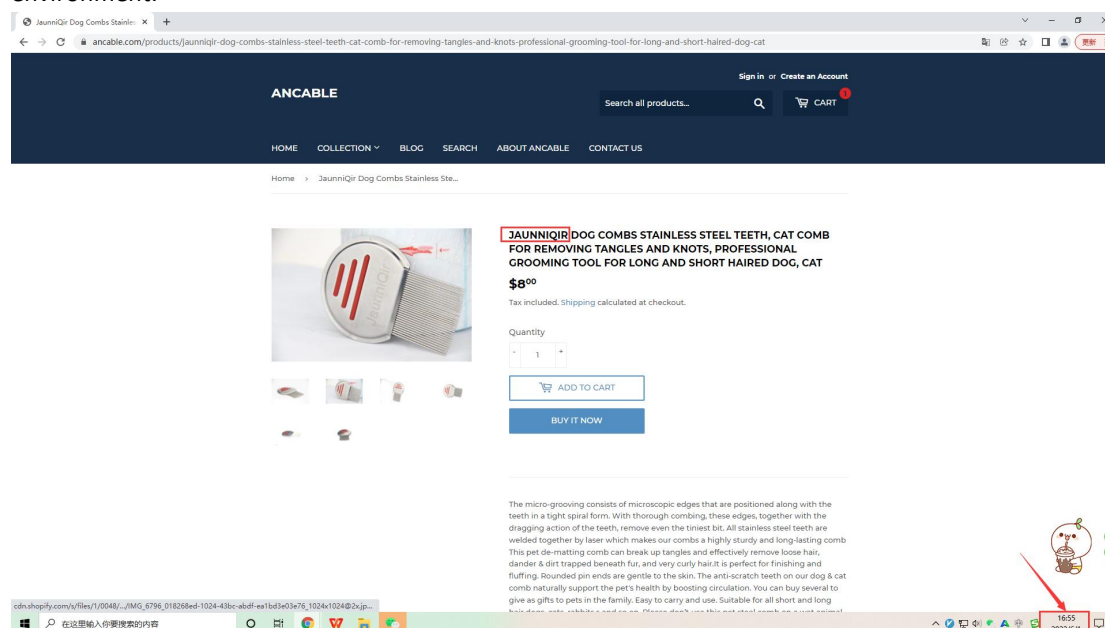 JaunniQir Dog Combs Stainles
ancable.com/products/jaunniqir-dog-combs-stainless-steel-teeth-cat-comb-for-removing-tangles-and-knots-professional-grooming-tool-for-long-and-short-haired-dog-cat
更新
Sign in or Create an Account
ANCABLE
Search all products...
1
CART
HOME COLLECTION BLOG SEARCH ABOUT ANCABLE CONTACT US
Home > JaunniQir Dog Combs Stainless Ste...
JAUNNIQIR DOG COMBS STAINLESS STEEL TEETH, CAT COMB
FOR REMOVING TANGLES AND KNOTS, PROFESSIONAL
GROOMING TOOL FOR LONG AND SHORT HAIRED DOG, CAT
$8⁰⁰
Tax included. Shipping calculated at checkout.
JaunniQir
Quantity
- 1 +
ADD TO CART
BUY IT NOW
The micro-grooving consists of microscopic edges that are positioned along with the
teeth in a tight spiral form. With thorough combing, these edges, together with the
dragging action of the teeth, remove even the tiniest bit. All stainless steel teeth are
welded together by laser which makes our combs a highly sturdy and long-lasting comb
This pet de-matting comb can break up tangles and effectively remove loose hair,
dander & dirt trapped beneath fur, and very curly hair.It is perfect for finishing and
fluffing. Rounded pin ends are gentle to the skin. The anti-scratch teeth on our dog & cat
comb naturally support the pet's health by boosting circulation. You can buy several to
give as gifts to pets in the family. Easy to carry and use. Suitable for all short and long
cdn.shopify.com/s/files/1/0048/.../IMG_6796_018268ed-1024-43bc-abdf-ea1bd3e03e76_1024x1024@2x.jp...
在这里输入你要搜索的内容
16:55